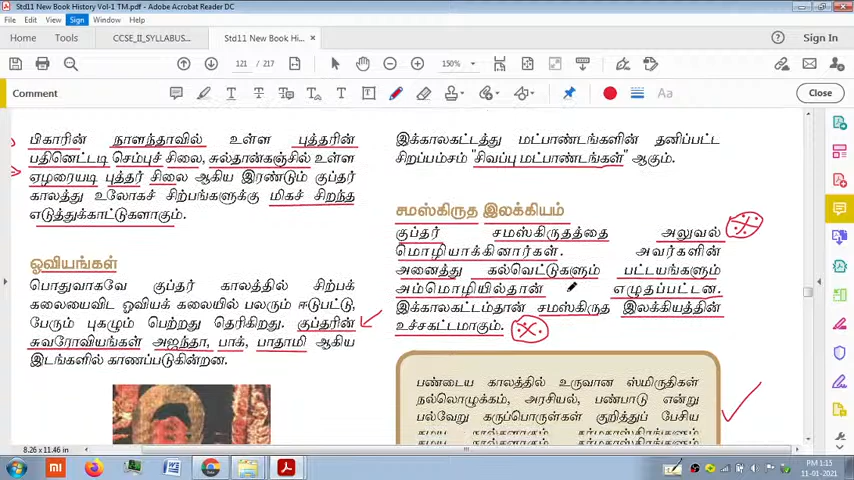 Std11 New Book History Vol-1 TM.pdf - Adobe Acrobat Reader DC
File Edit View Sign Window Help
Home Tools CCSE_II_SYLLABUS... Std11 New Book Hi... × Sign In
121 / 217 150%
Comment Close
பிகாரின் நாளந்தாவில் உள்ள புத்தரின்
பதினெட்டடி செம்புச் சிலை, சுல்தான்கஞ்சில் உள்ள
ஏழரையடி புத்தர் சிலை ஆகிய இரண்டும் குப்தர்
காலத்து உலோகச் சிற்பங்களுக்கு மிகச் சிறந்த
எடுத்துக்காட்டுகளாகும்.
ஓவியங்கள்
பொதுவாகவே குப்தர் காலத்தில் சிற்பக்
கலையைவிட ஓவியக் கலையில் பலரும் ஈடுபட்டு,
பேரும் புகழும் பெற்றது தெரிகிறது. குப்தரின்
சுவரோவியங்கள் அஜந்தா, பாக், பாதாமி ஆகிய
இடங்களில் காணப்படுகின்றன.
இக்காலகட்டத்து மட்பாண்டங்களின் தனிப்பட்ட
சிறப்பம்சம் "சிவப்பு மட்பாண்டங்கள்" ஆகும்.
சமஸ்கிருத இலக்கியம்
குப்தர் சமஸ்கிருதத்தை அலுவல்
மொழியாக்கினார்கள். அவர்களின்
அனைத்து கல்வெட்டுகளும் பட்டயங்களும்
அம்மொழியில்தான் எழுதப்பட்டன.
இக்காலகட்டம்தான் சமஸ்கிருத இலக்கியத்தின்
உச்சகட்டமாகும்.
பண்டைய காலத்தில் உருவான ஸ்மிருதிகள்
நல்லொழுக்கம், அரசியல், பண்பாடு என்று
பல்வேறு கருப்பொருள்கள் குறித்துப் பேசிய
8.26 x 11.46 in
PM 1:15
11-01-2021